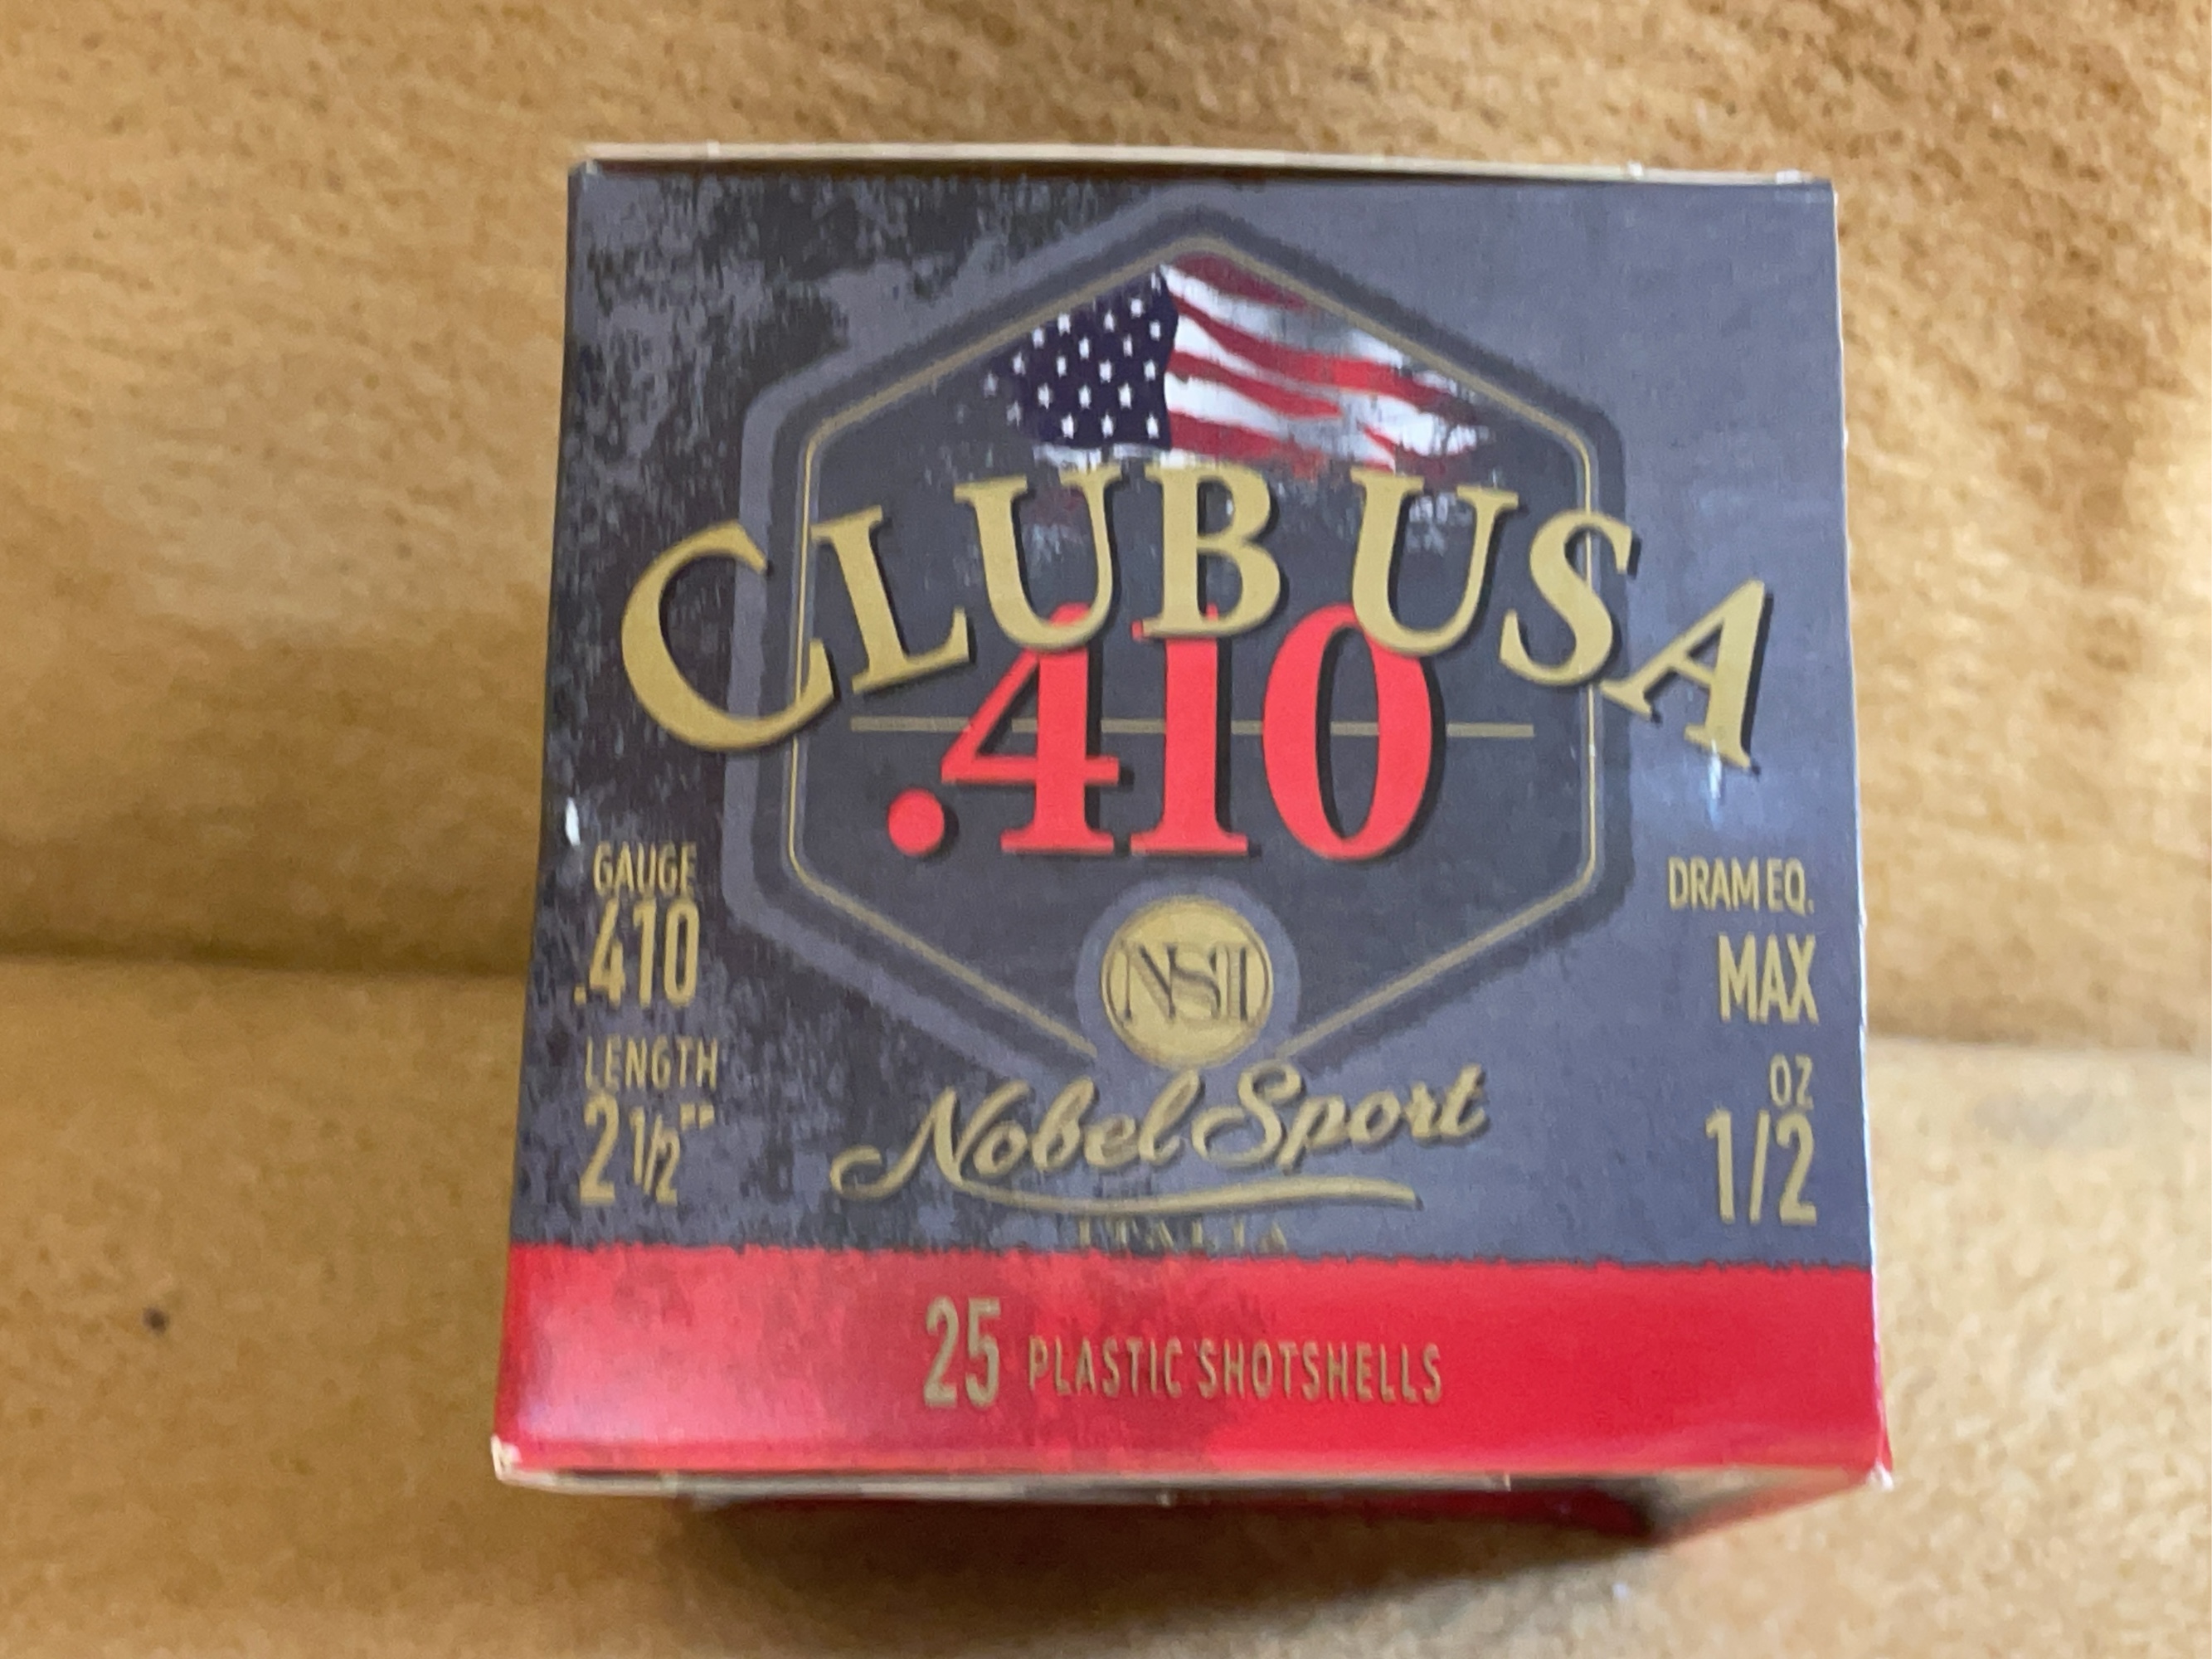 CLUB USA
.410
GAUGE
.410
LENGTH
2 1/2""
DRAM EQ.
MAX
OZ
1/2
NSI
Nobel Sport
ITALIA
25 PLASTIC SHOTSHELLS